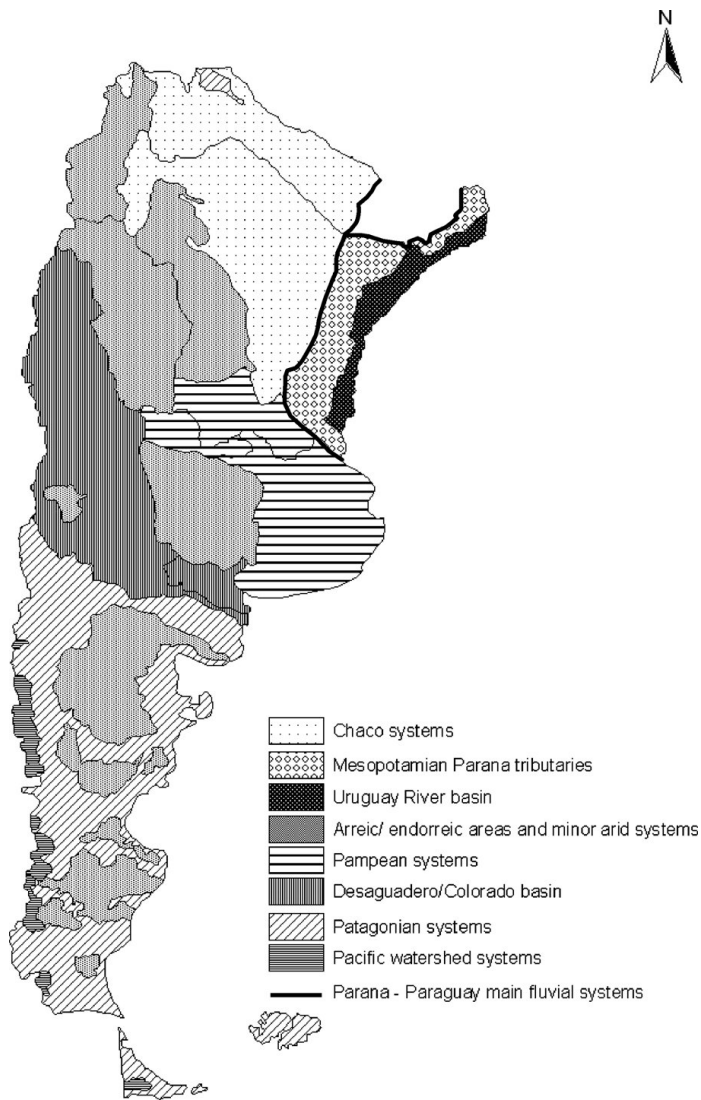 N
Chaco systems
Mesopotamian Parana tributaries
Uruguay River basin
Arreic/ endorreic areas and minor arid systems
Pampean systems
Desaguadero/Colorado basin
Patagonian systems
Pacific watershed systems
Parana - Paraguay main fluvial systems